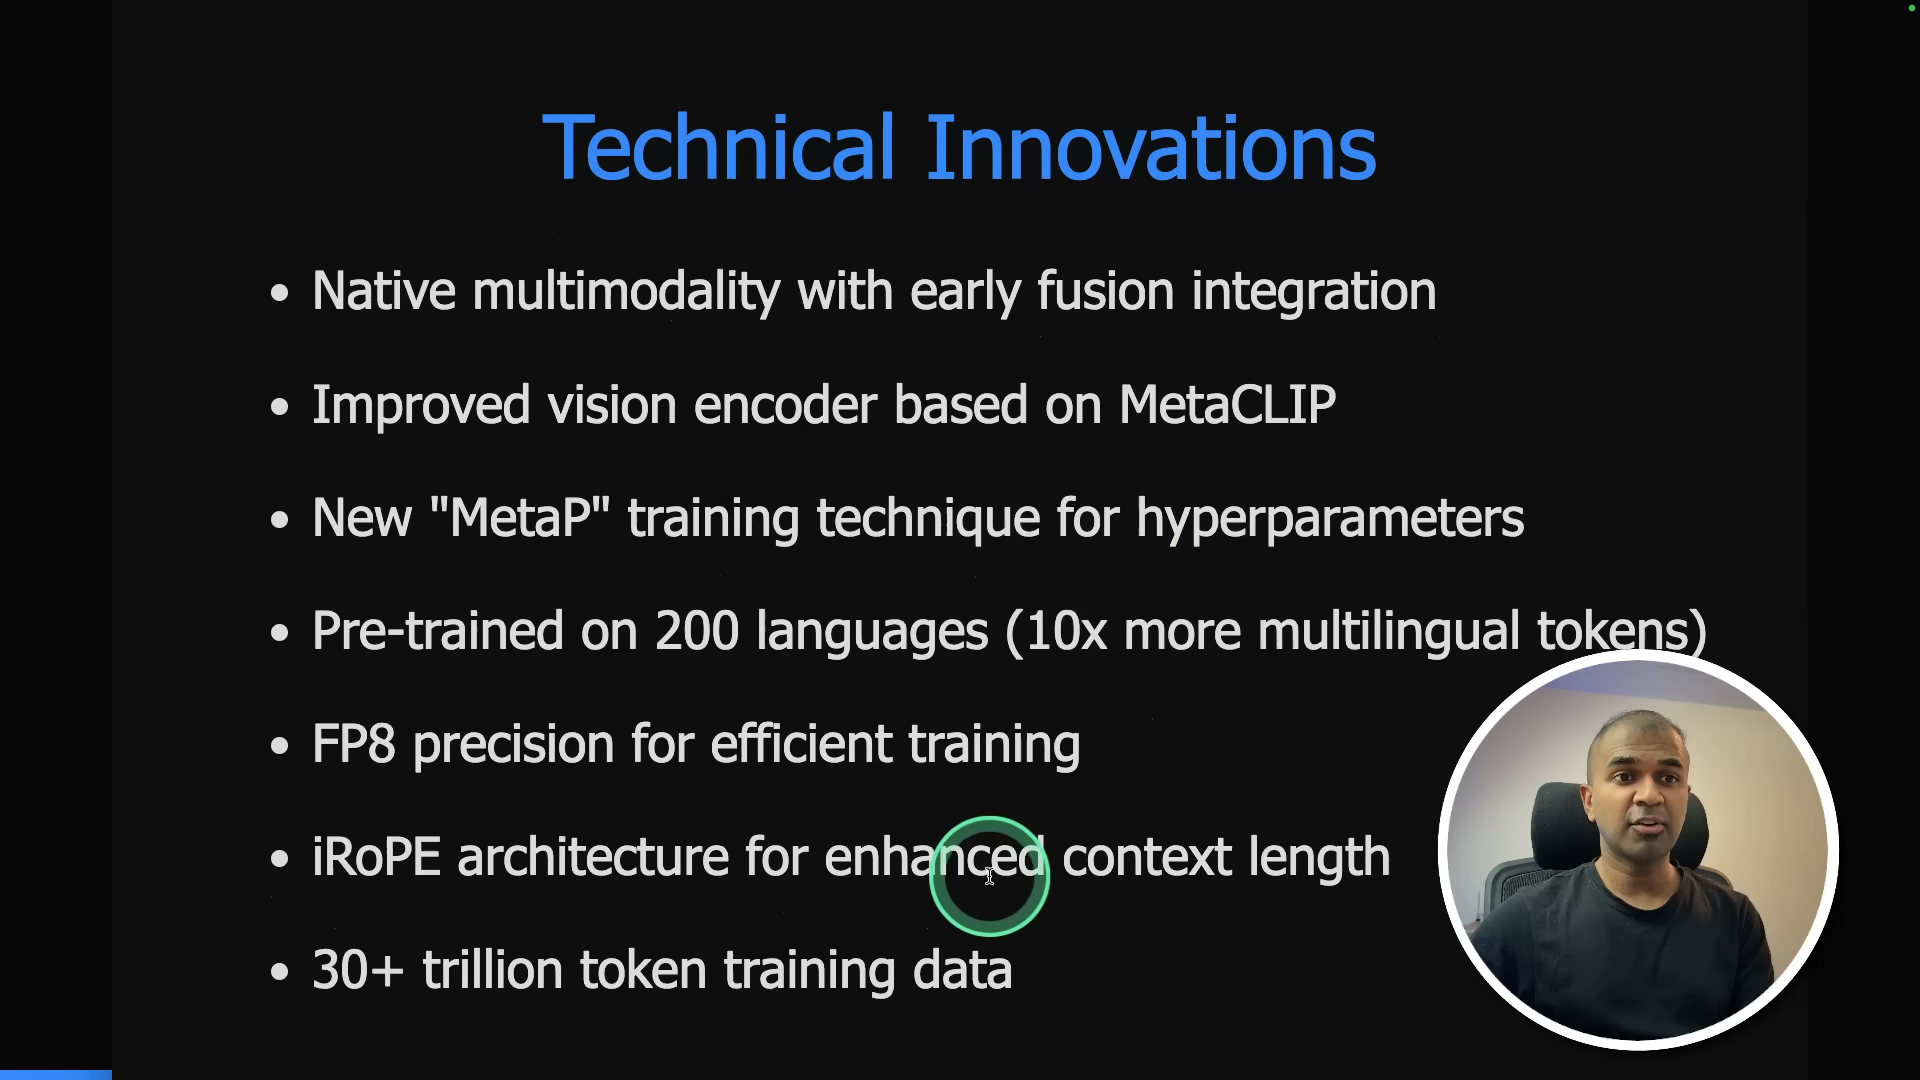 Technical Innovations
• Native multimodality with early fusion integration
• Improved vision encoder based on MetaCLIP
• New "MetaP" training technique for hyperparameters
• Pre-trained on 200 languages (10x more multilingual tokens)
• FP8 precision for efficient training
• iRoPE architecture for enhanced context length
• 30+ trillion token training data